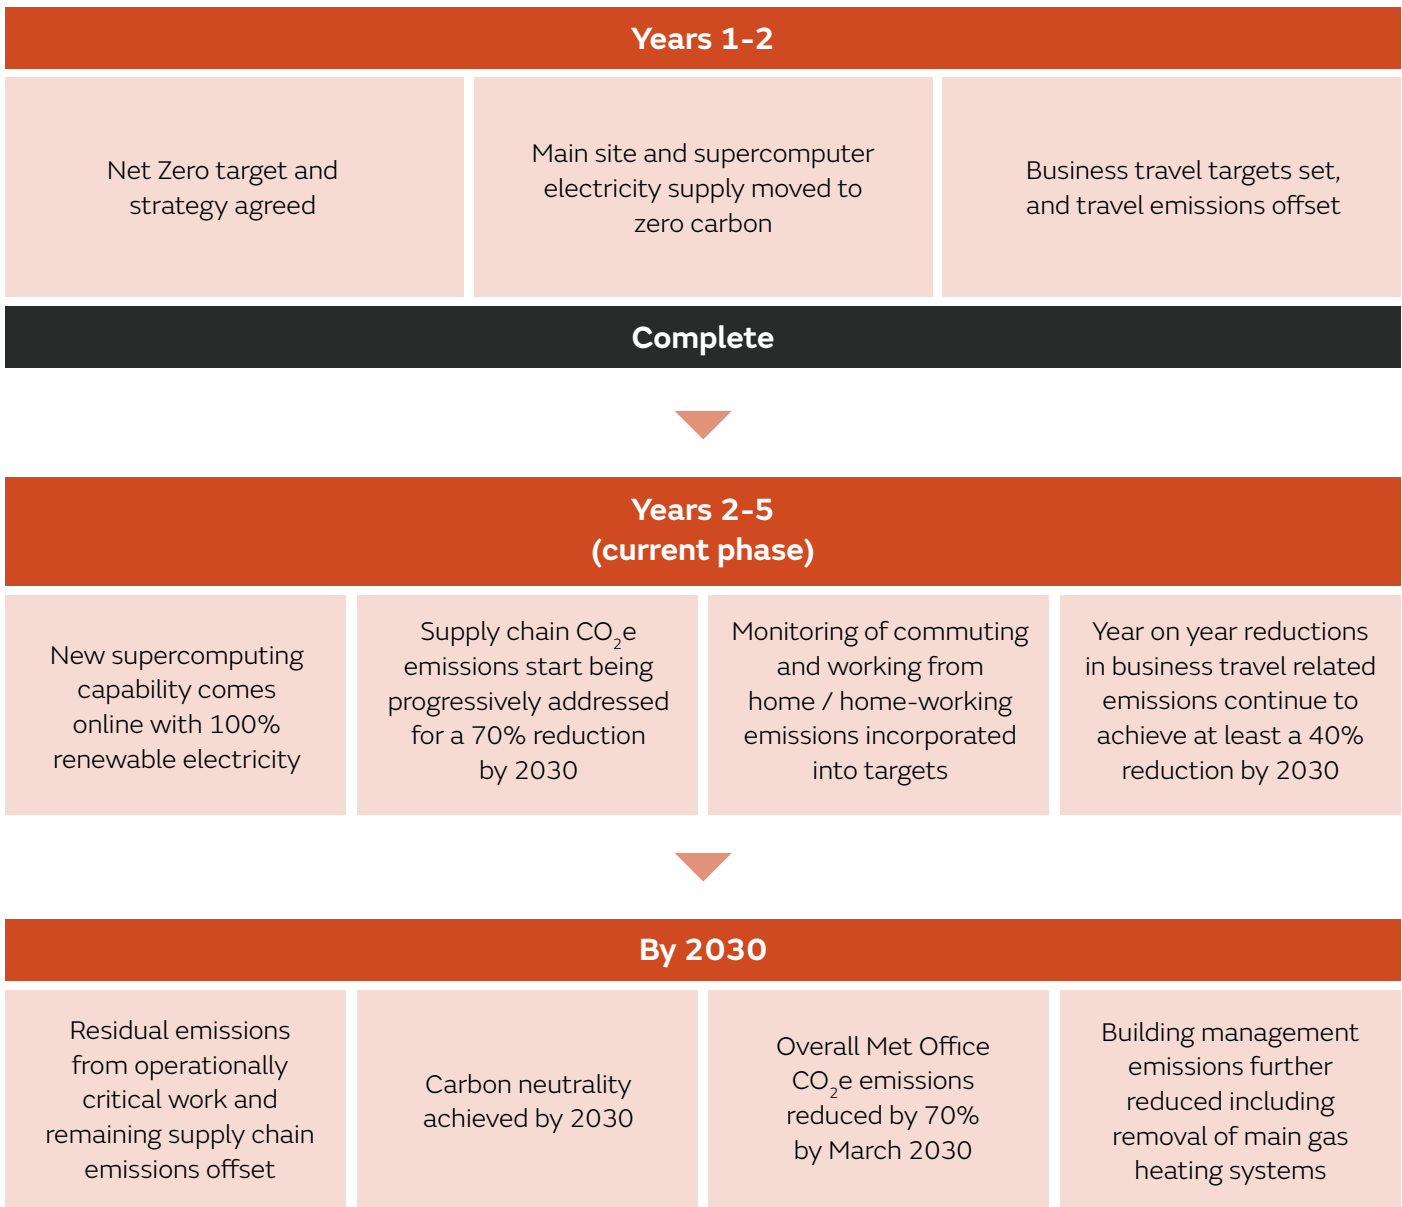 Years 1-2
Net Zero target and
strategy agreed
Main site and supercomputer
electricity supply moved to
zero carbon
Business travel targets set,
and travel emissions offset
Complete
Years 2-5
(current phase)
New supercomputing
capability comes
online with 100%
renewable electricity
Supply chain CO₂e
emissions start being
progressively addressed
for a 70% reduction
by 2030
Monitoring of commuting
and working from
home / home-working
emissions incorporated
into targets
Year on year reductions
in business travel related
emissions continue to
achieve at least a 40%
reduction by 2030
By 2030
Residual emissions
from operationally
critical work and
remaining supply chain
emissions offset
Carbon neutrality
achieved by 2030
Overall Met Office
CO₂e emissions
reduced by 70%
by March 2030
Building management
emissions further
reduced including
removal of main gas
heating systems